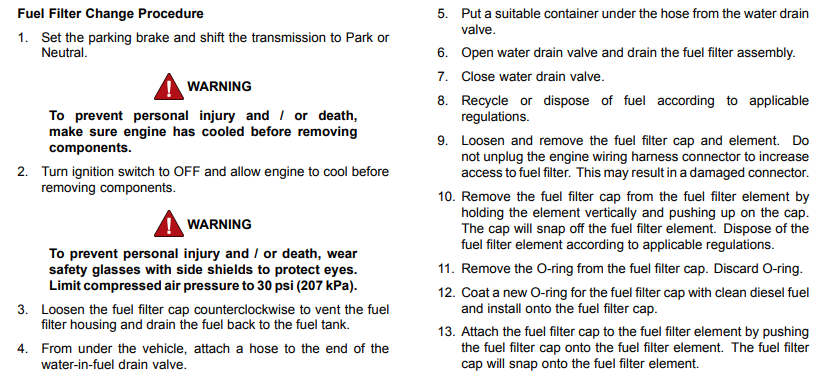 Fuel Filter Change Procedure
1. Set the parking brake and shift the transmission to Park or
Neutral.
WARNING
To prevent personal injury and / or death,
make sure engine has cooled before removing
components.
2. Turn ignition switch to OFF and allow engine to cool before
removing components.
WARNING
To prevent personal injury and / or death, wear
safety glasses with side shields to protect eyes.
Limit compressed air pressure to 30 psi (207 kPa).
3. Loosen the fuel filter cap counterclockwise to vent the fuel
filter housing and drain the fuel back to the fuel tank.
4. From under the vehicle, attach a hose to the end of the
water-in-fuel drain valve.
5. Put a suitable container under the hose from the water drain
valve.
6. Open water drain valve and drain the fuel filter assembly.
7. Close water drain valve.
8. Recycle or dispose of fuel according to applicable
regulations.
9. Loosen and remove the fuel filter cap and element. Do
not unplug the engine wiring harness connector to increase
access to fuel filter. This may result in a damaged connector.
10. Remove the fuel filter cap from the fuel filter element by
holding the element vertically and pushing up on the cap.
The cap will snap off the fuel filter element. Dispose of the
fuel filter element according to applicable regulations.
11. Remove the O-ring from the fuel filter cap. Discard O-ring.
12. Coat a new O-ring for the fuel filter cap with clean diesel fuel
and install onto the fuel filter cap.
13. Attach the fuel filter cap to the fuel filter element by pushing
the fuel filter cap onto the fuel filter element. The fuel filter
cap will snap onto the fuel filter element.